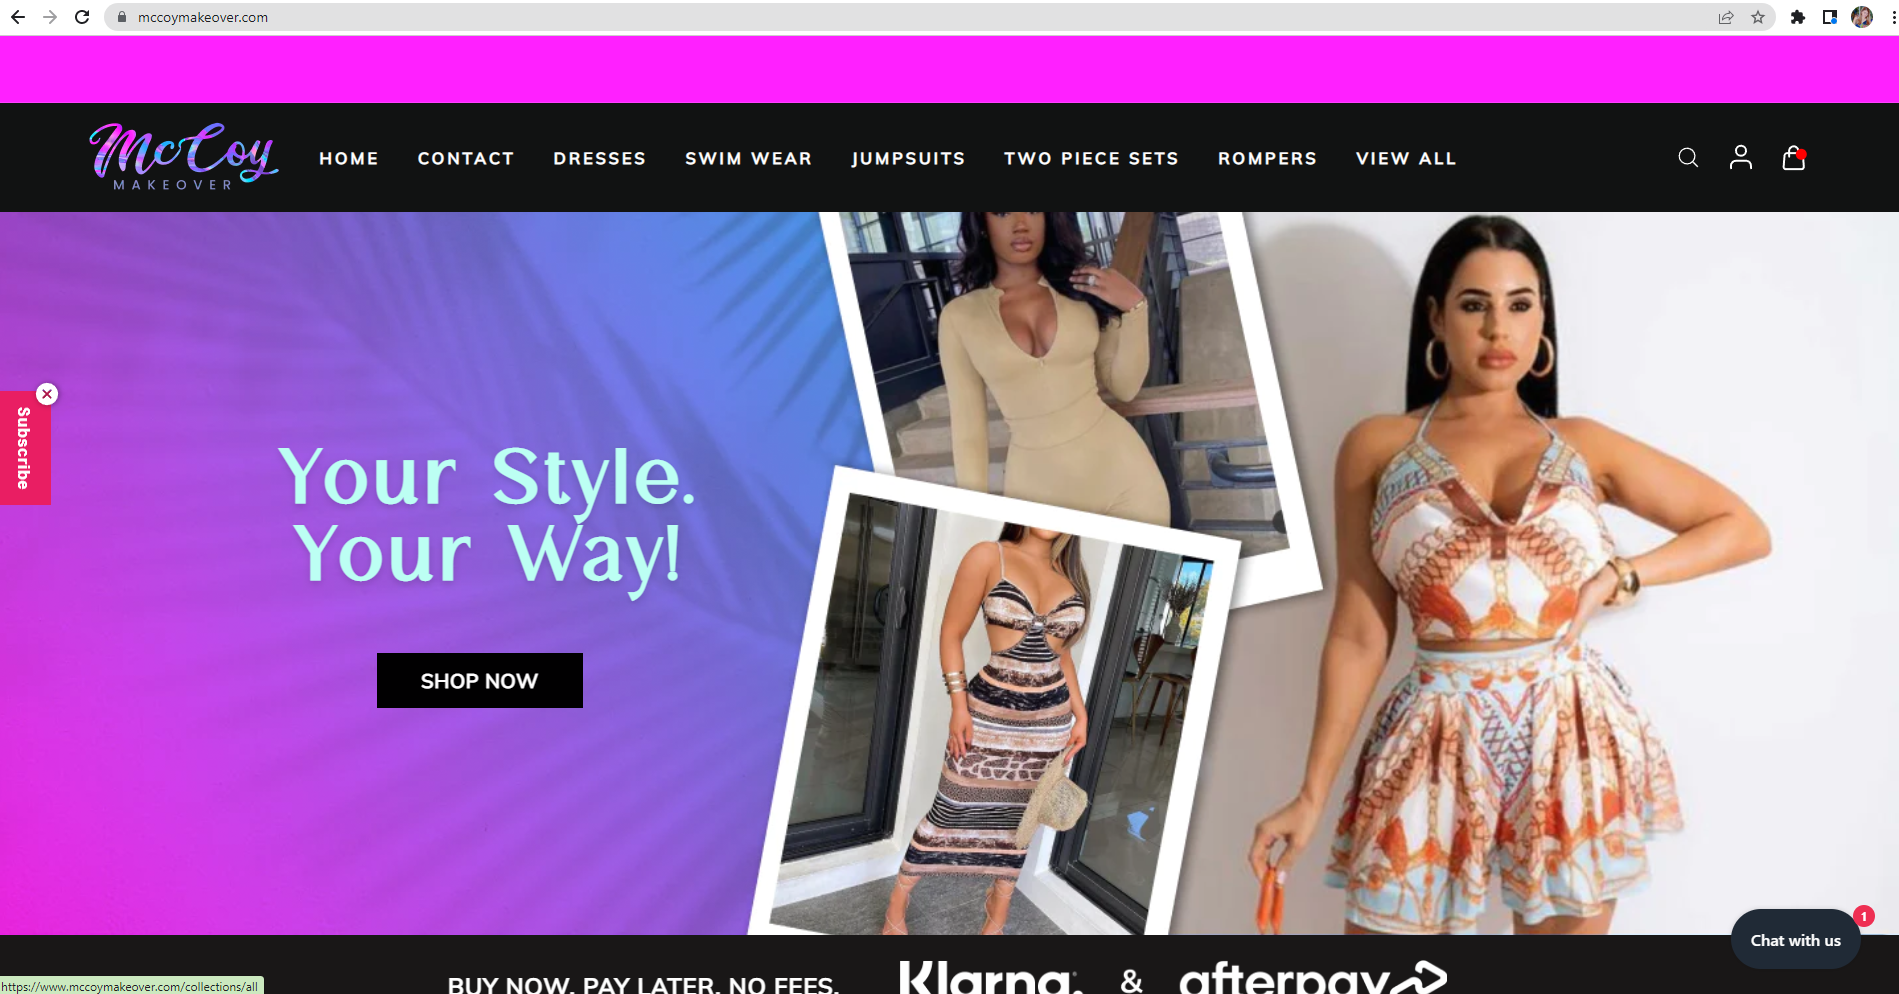 mccoymakeover.com
McCoy
MAKEOVER
HOME CONTACT DRESSES SWIM WEAR JUMPSUITS TWO PIECE SETS ROMPERS VIEW ALL
Subscribe
Your Style.
Your Way!
SHOP NOW
1
Chat with us
BUY NOW. PAY LATER. NO FEES. Klarna. & afterpay
https://www.mccoymakeover.com/collections/all